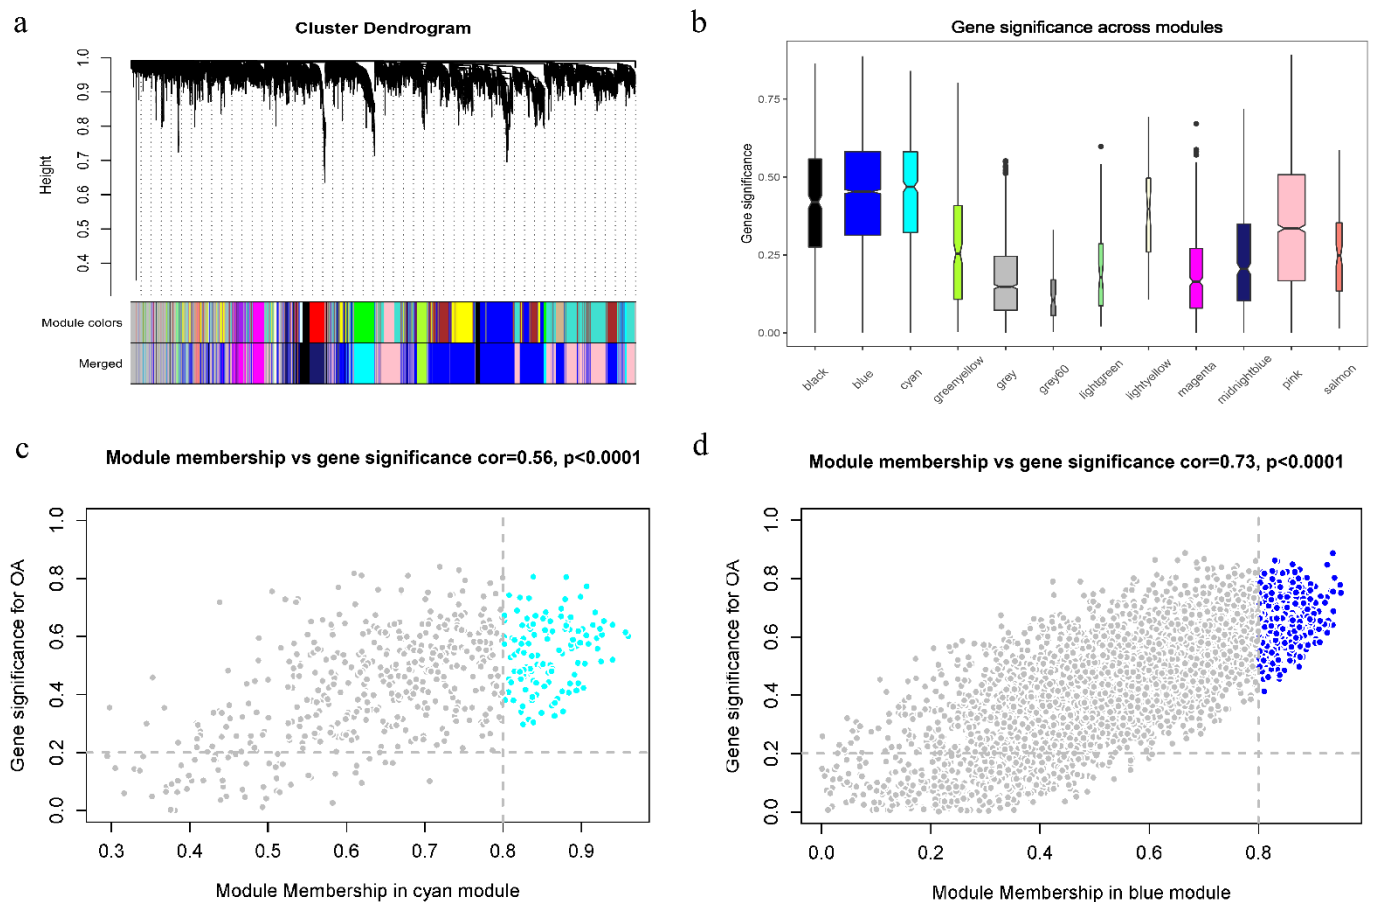 a
Cluster Dendrogram
Height
1.0
0.9
0.8
0.7
0.6
0.5
0.4
Module colors
Merged
b
Gene significance across modules
Gene significance
0.75
0.50
0.25
0.00
black
blue
cyan
greenyellow
grey
grey60
lightgreen
lightyellow
magenta
midnightblue
pink
salmon
c
Module membership vs gene significance cor=0.56, p<0.0001
Gene significance for OA
1.0
0.8
0.6
0.4
0.2
0.0
0.3 0.4 0.5 0.6 0.7 0.8 0.9
Module Membership in cyan module
d
Module membership vs gene significance cor=0.73, p<0.0001
Gene significance for OA
1.0
0.8
0.6
0.4
0.2
0.0
0.0 0.2 0.4 0.6 0.8
Module Membership in blue module